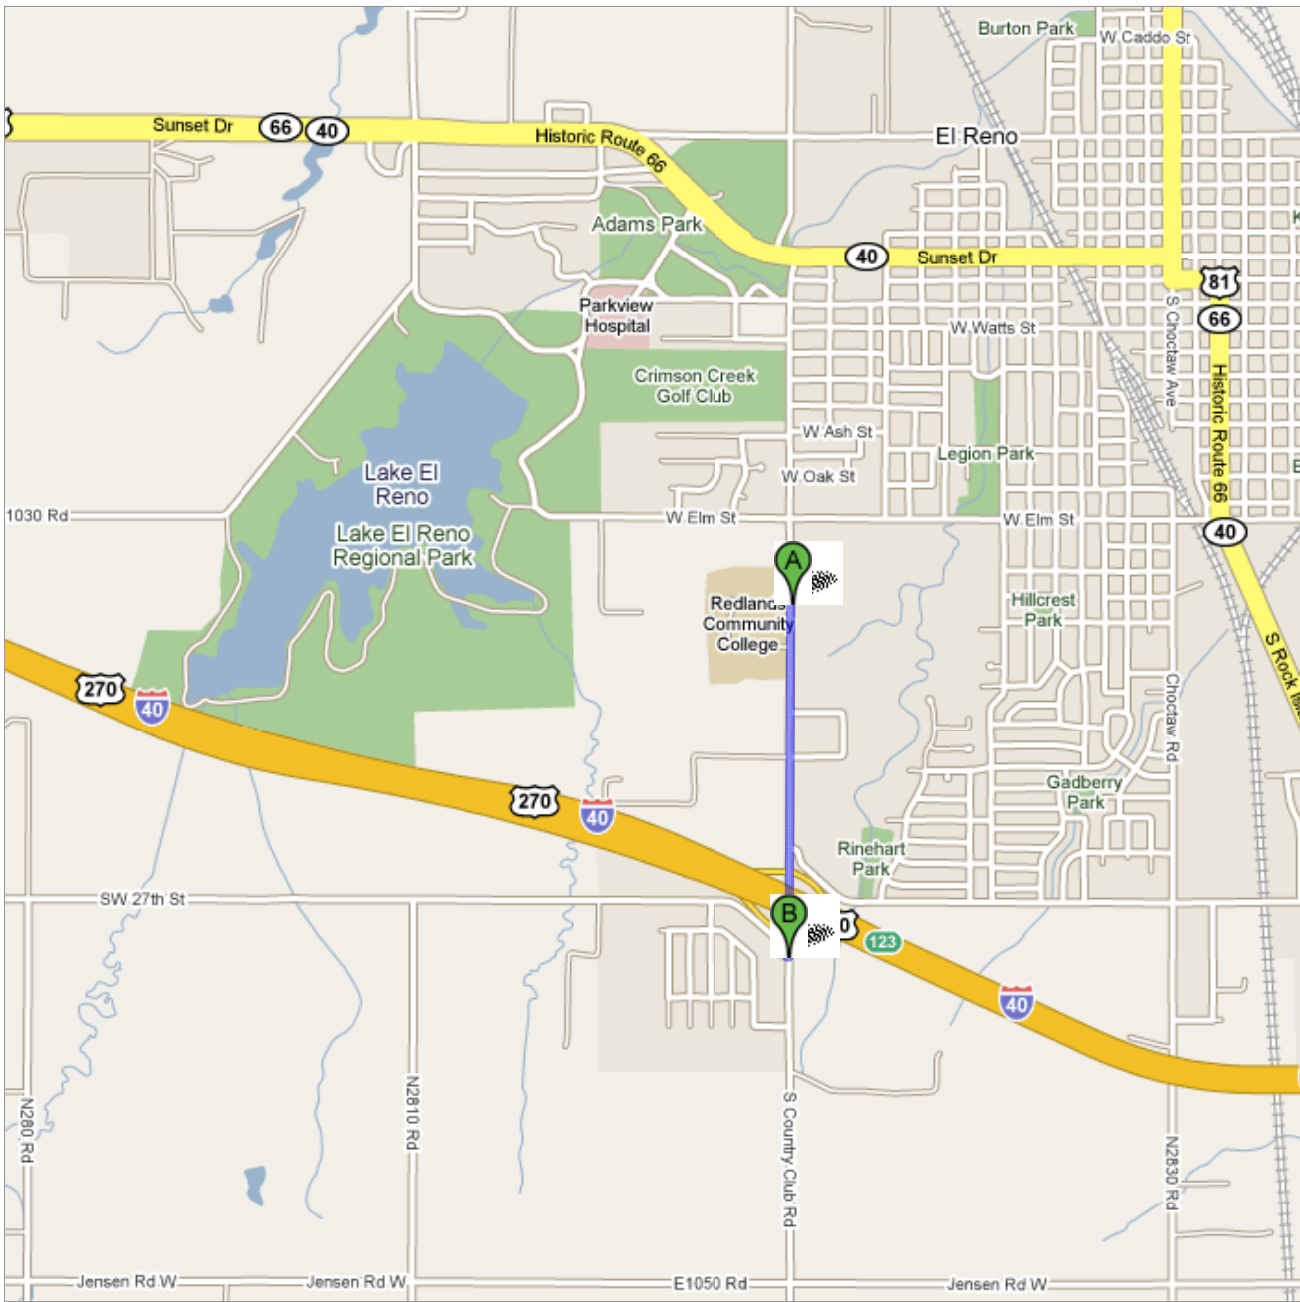 Burton Park
W Caddo St
Sunset Dr
66
40
Historic Route 66
El Reno
Adams Park
40
Sunset Dr
81
66
Parkview
Hospital
W Watts St
S Choctaw Ave
Crimson Creek
Golf Club
Historic Route 66
W Ash St
Legion Park
Lake El
Reno
W Oak St
1030 Rd
W Elm St
W Elm St
40
Lake El Reno
Regional Park
A
Redlands
Community
College
Hillcrest
Park
S Rock Isl
270
40
Choctaw Rd
270
40
Gadberry
Park
Rinehart
Park
SW 27th St
B
0
123
40
N280 Rd
N2810 Rd
S Country Club Rd
N2830 Rd
Jensen Rd W
Jensen Rd W
E1050 Rd
Jensen Rd W